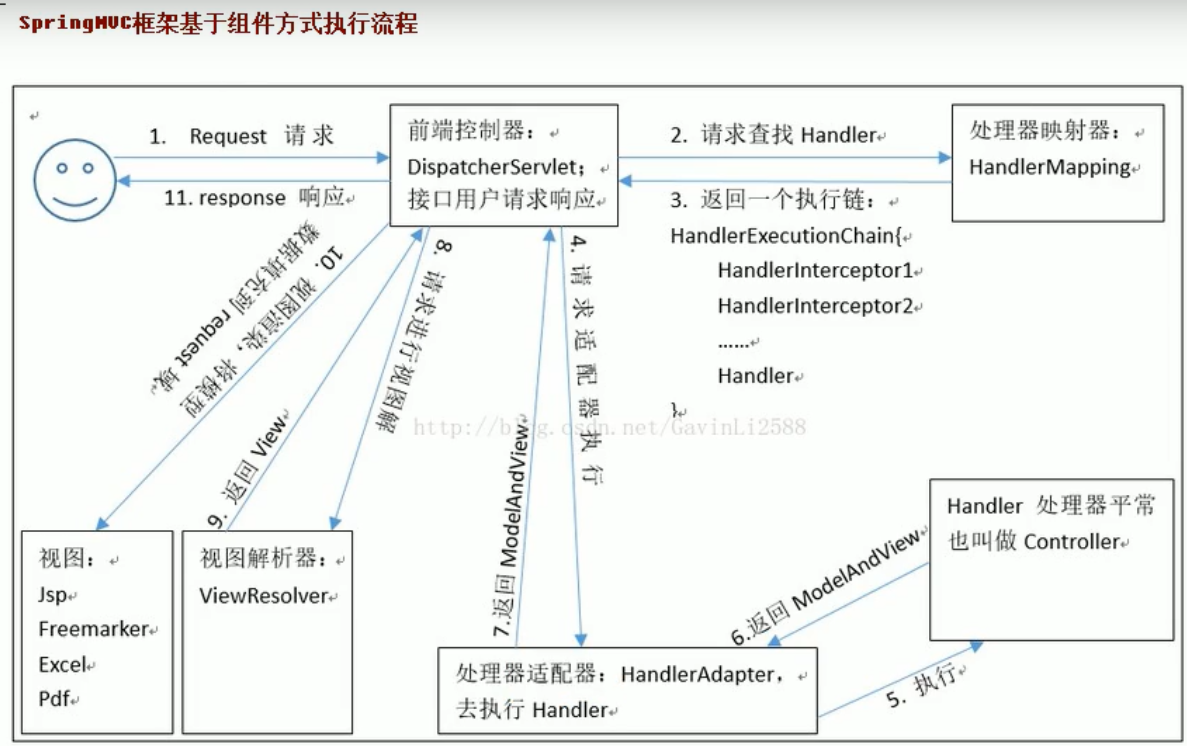 SpringMVC框架基于组件方式执行流程
1. Request 请求
11. response 响应
前端控制器：
DispatcherServlet；
接口用户请求响应
2. 请求查找 Handler
3. 返回一个执行链：
HandlerExecutionChain{
HandlerInterceptor1
HandlerInterceptor2
……
Handler
}
处理器映射器：
HandlerMapping
10. 视图渲染，将模型
数据填充到 request 域。
9. 返回 View
8. 请求进行视图解
7.返回 ModelAndView
4. 请求适配器执行
http://blog.csdn.net/GavinLi2588
Handler 处理器平常
也叫做 Controller
6.返回 ModelAndView
5. 执行
视图：
Jsp
Freemarker
Excel
Pdf
视图解析器：
ViewResolver
处理器适配器：HandlerAdapter，
去执行 Handler